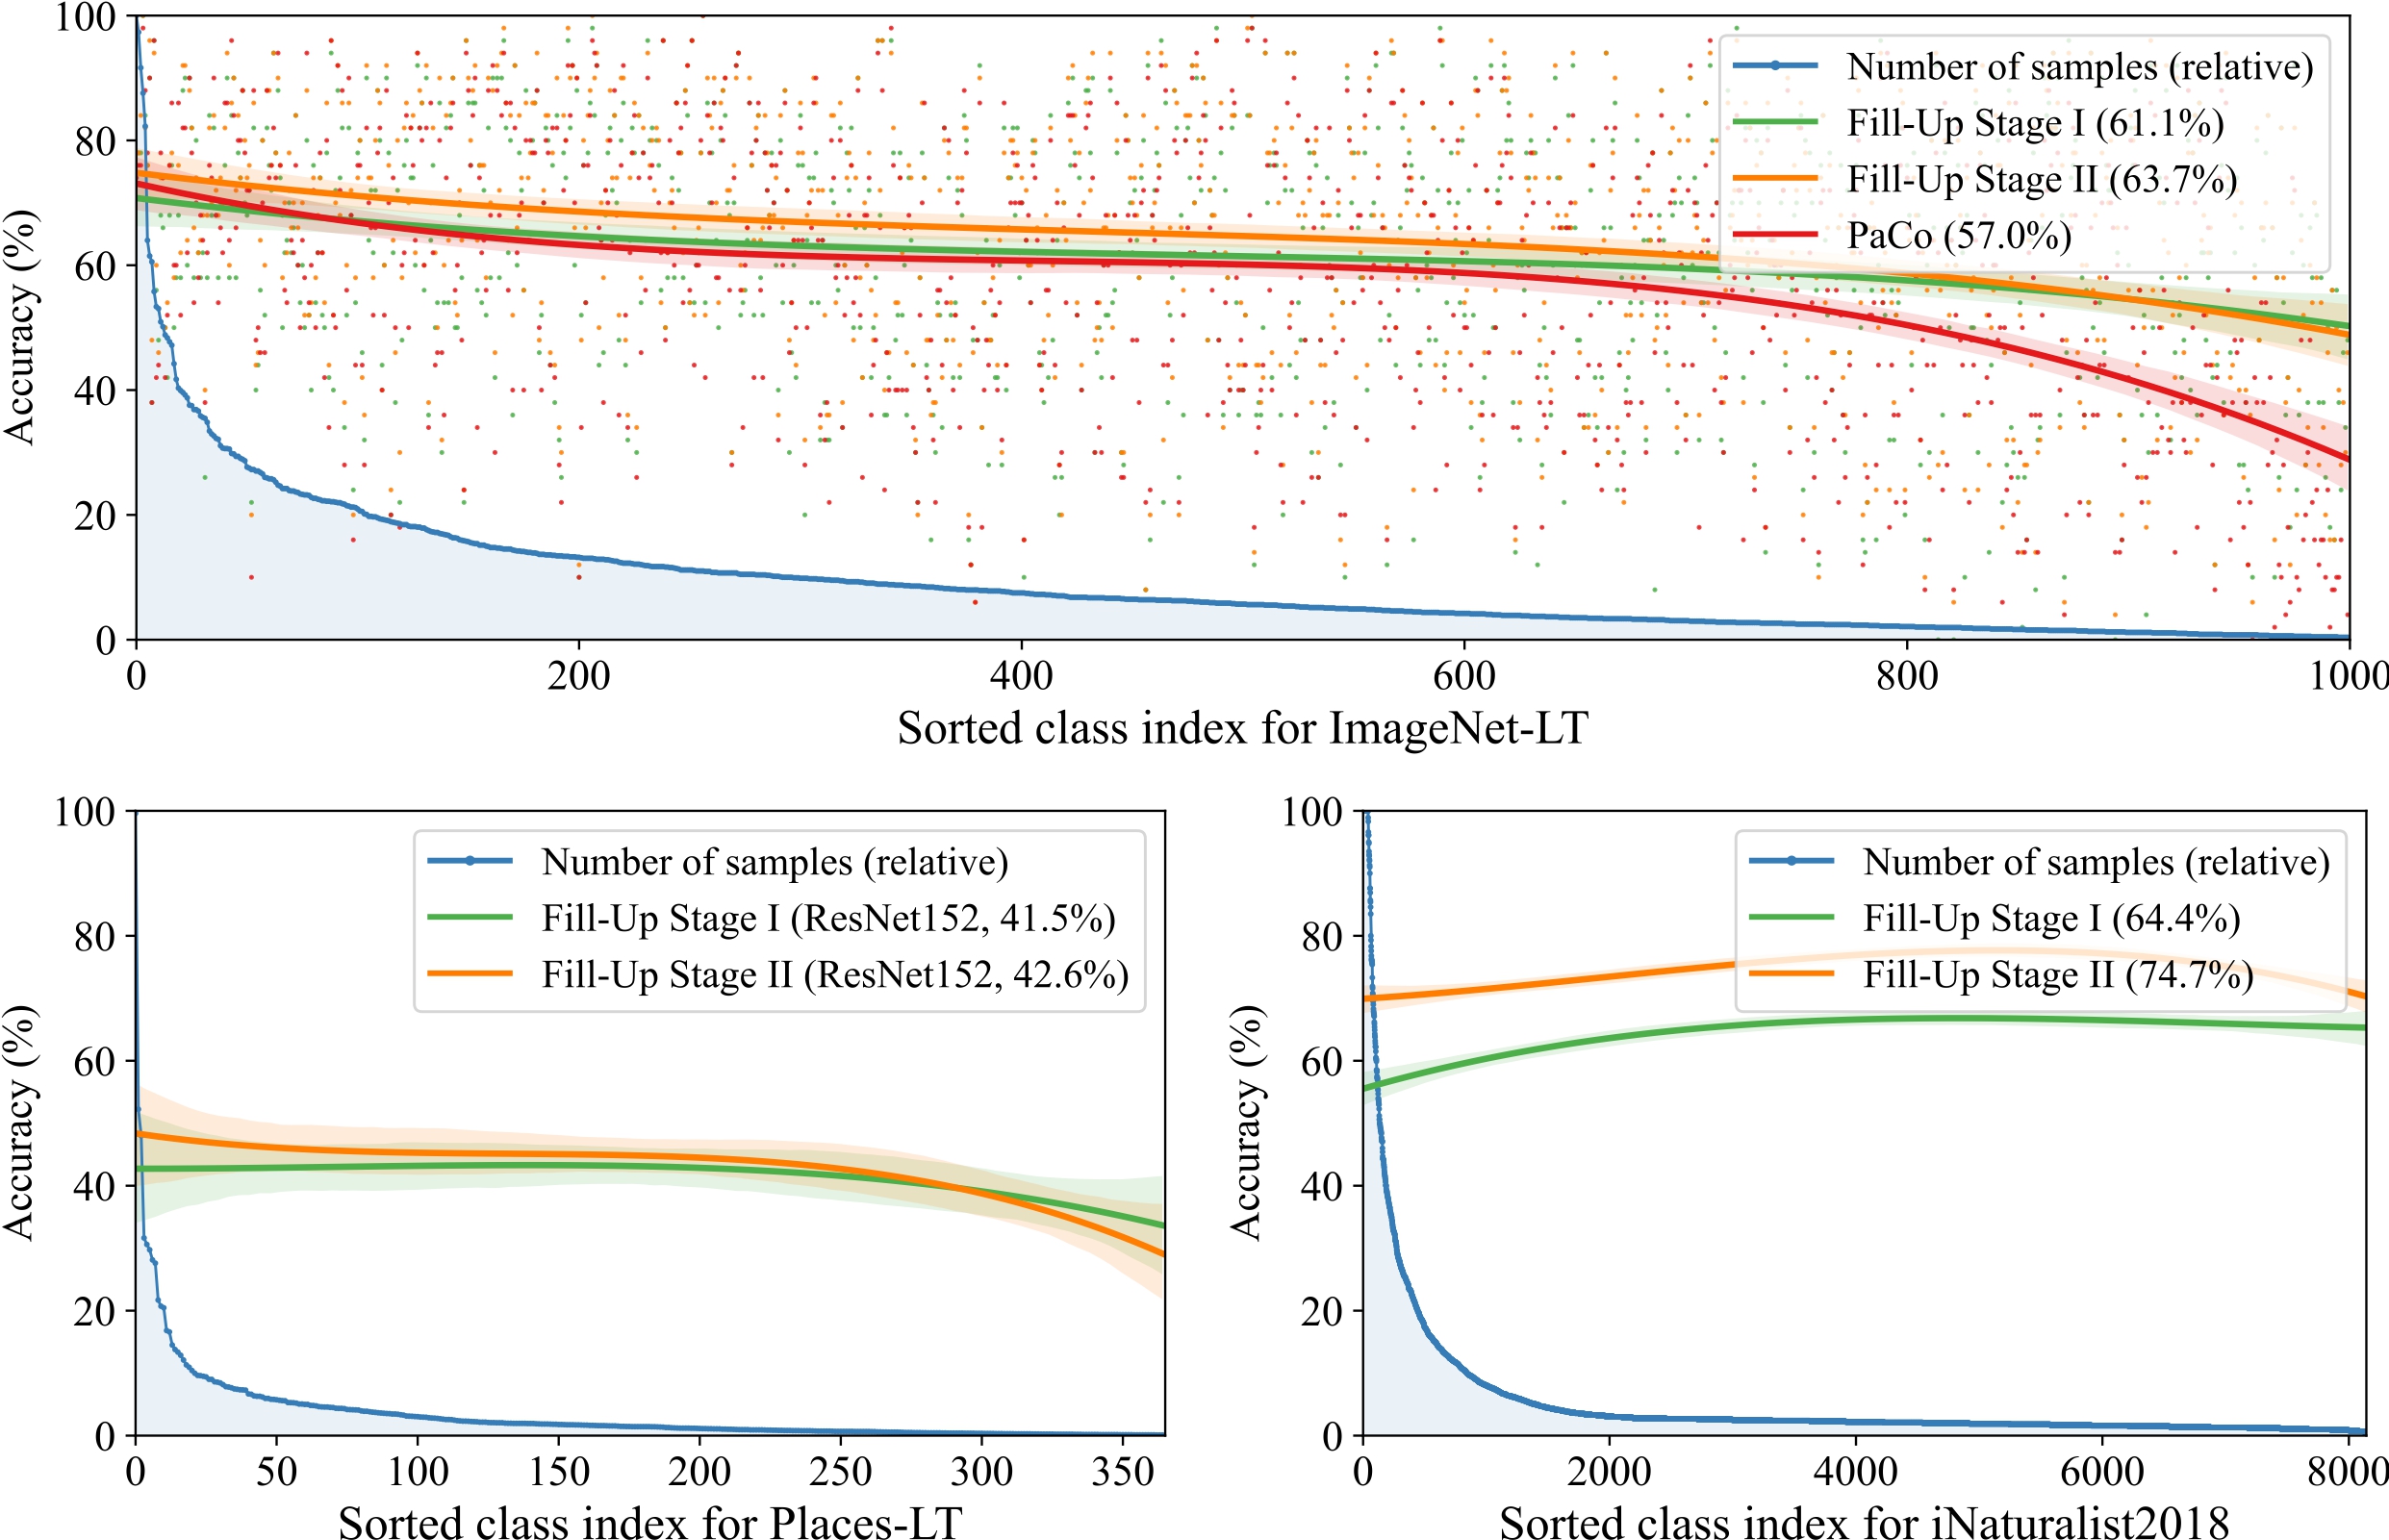 100
80
60
40
20
0
Accuracy (%)
Number of samples (relative)
Fill-Up Stage I (61.1%)
Fill-Up Stage II (63.7%)
PaCo (57.0%)
0 200 400 600 800 1000
Sorted class index for ImageNet-LT
100
80
60
40
20
0
Accuracy (%)
Number of samples (relative)
Fill-Up Stage I (ResNet152, 41.5%)
Fill-Up Stage II (ResNet152, 42.6%)
0 50 100 150 200 250 300 350
Sorted class index for Places-LT
100
80
60
40
20
0
Accuracy (%)
Number of samples (relative)
Fill-Up Stage I (64.4%)
Fill-Up Stage II (74.7%)
0 2000 4000 6000 8000
Sorted class index for iNaturalist2018